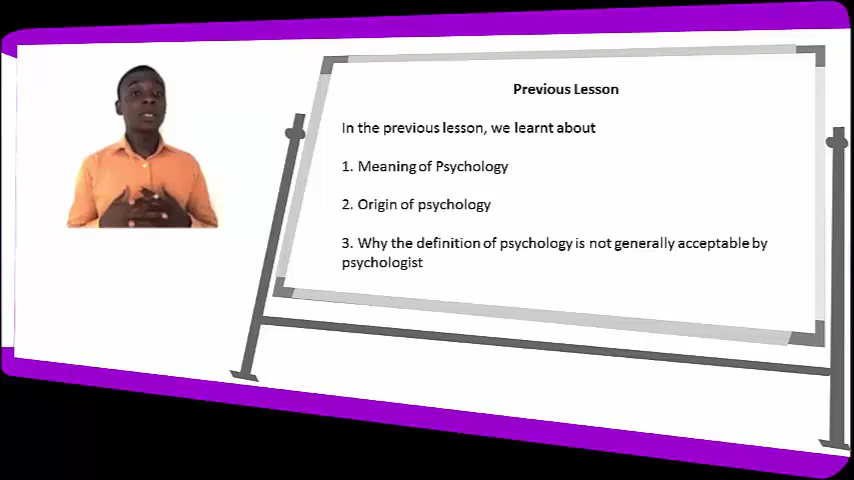 Previous Lesson
In the previous lesson, we learnt about
1. Meaning of Psychology
2. Origin of psychology
3. Why the definition of psychology is not generally acceptable by
psychologist